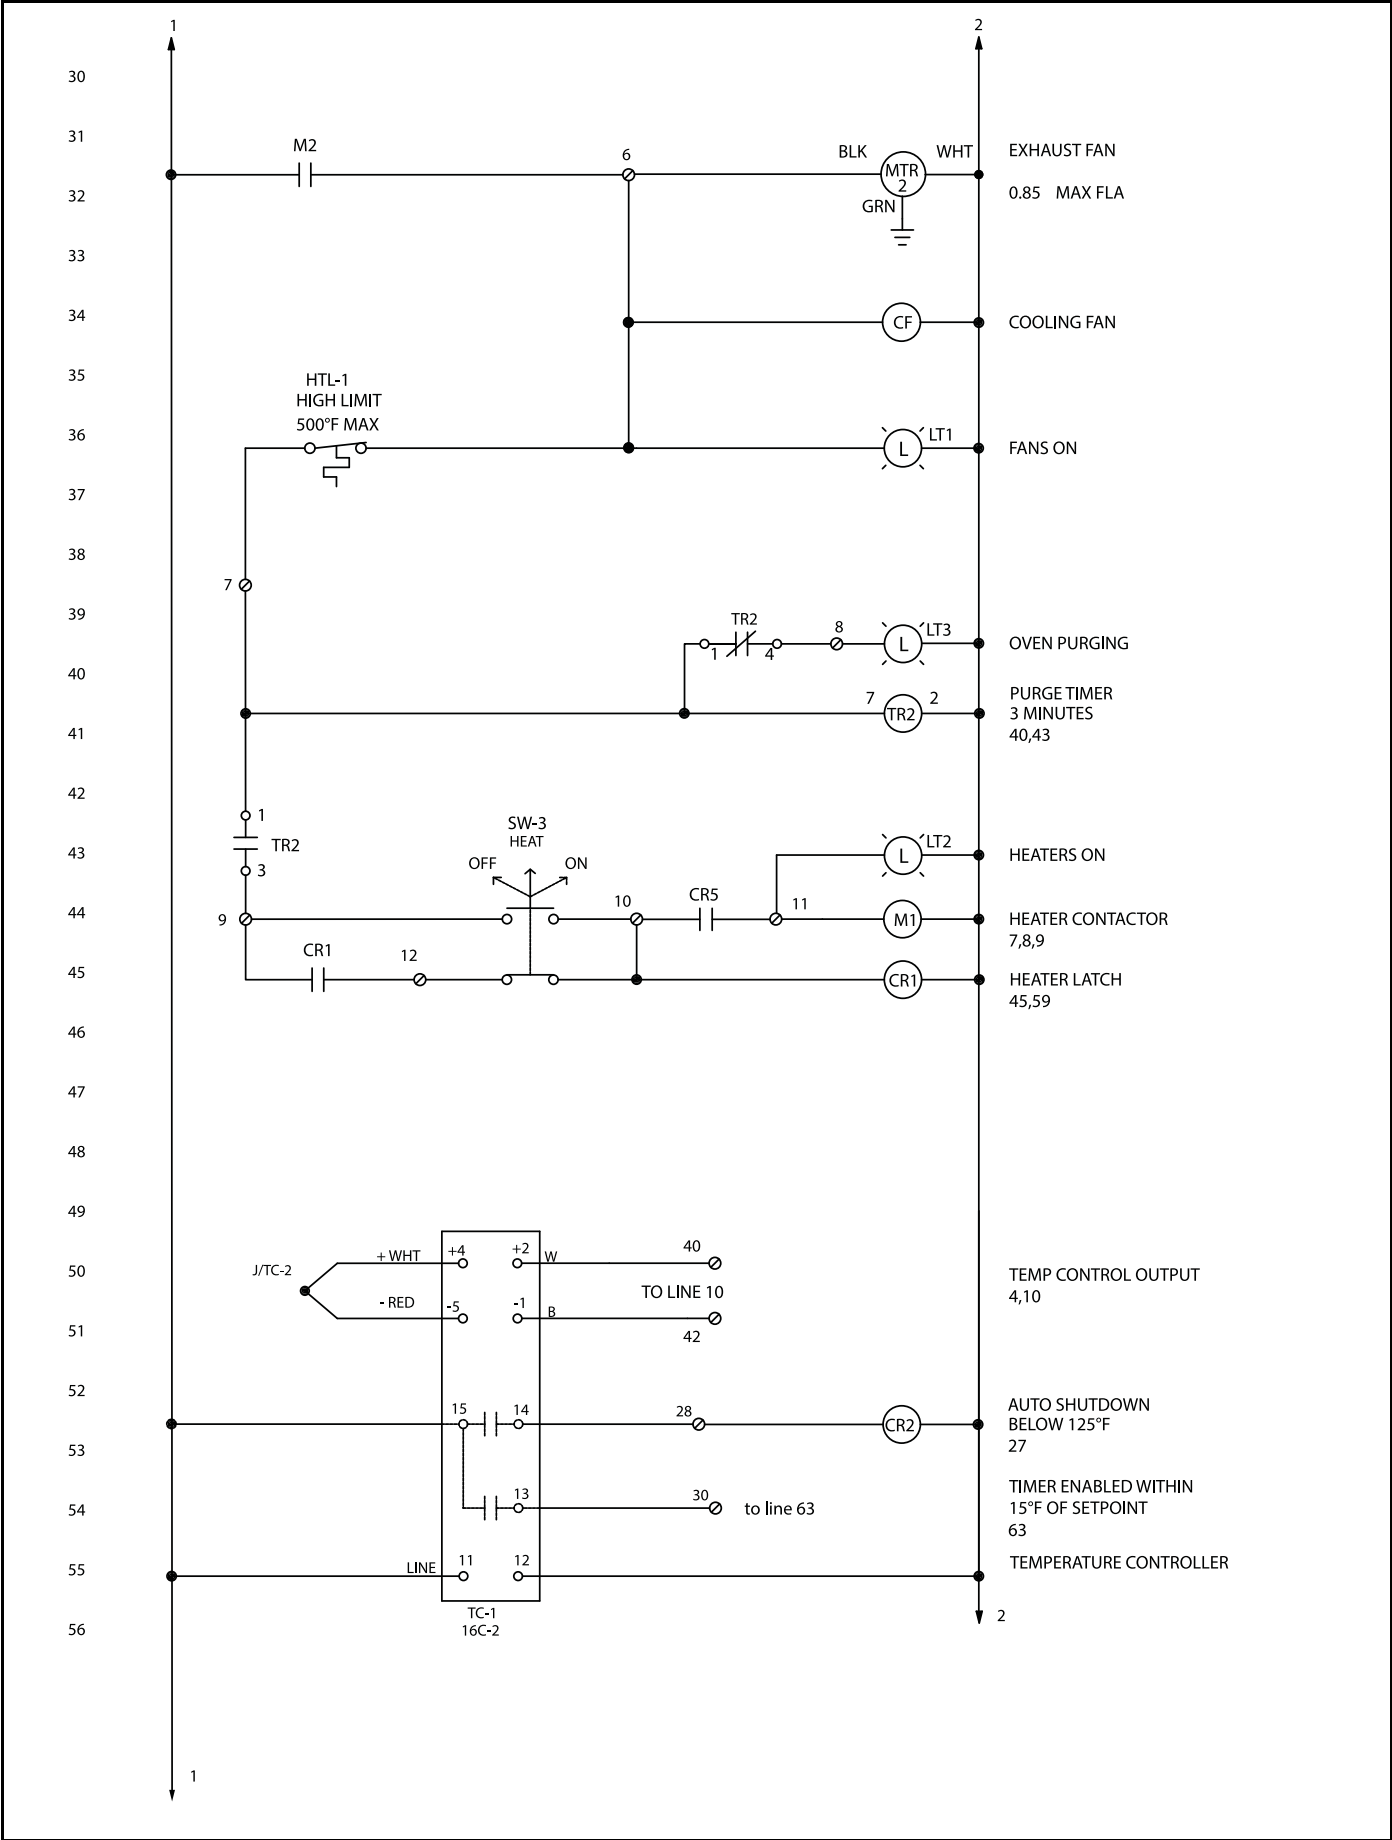 1
2
30
31
M2
6
BLK
WHT
EXHAUST FAN
MTR
2
32
GRN
0.85 MAX FLA
33
34
CF
COOLING FAN
35
HTL-1
HIGH LIMIT
500°F MAX
36
L
LT1
FANS ON
37
38
7
39
TR2
1
4
8
L
LT3
OVEN PURGING
40
7
TR2
2
PURGE TIMER
3 MINUTES
40,43
41
42
1
TR2
3
SW-3
HEAT
OFF
ON
43
L
LT2
HEATERS ON
44
9
10
CR5
11
M1
HEATER CONTACTOR
7,8,9
CR1
12
45
CR1
HEATER LATCH
45,59
46
47
48
49
50
J/TC-2
+ WHT
+4
+2
W
40
- RED
-5
-1
B
TO LINE 10
42
TEMP CONTROL OUTPUT
4,10
51
52
15
14
28
CR2
AUTO SHUTDOWN
BELOW 125°F
27
53
54
13
30
to line 63
TIMER ENABLED WITHIN
15°F OF SETPOINT
63
55
LINE
11
12
TEMPERATURE CONTROLLER
TC-1
16C-2
56
2
1